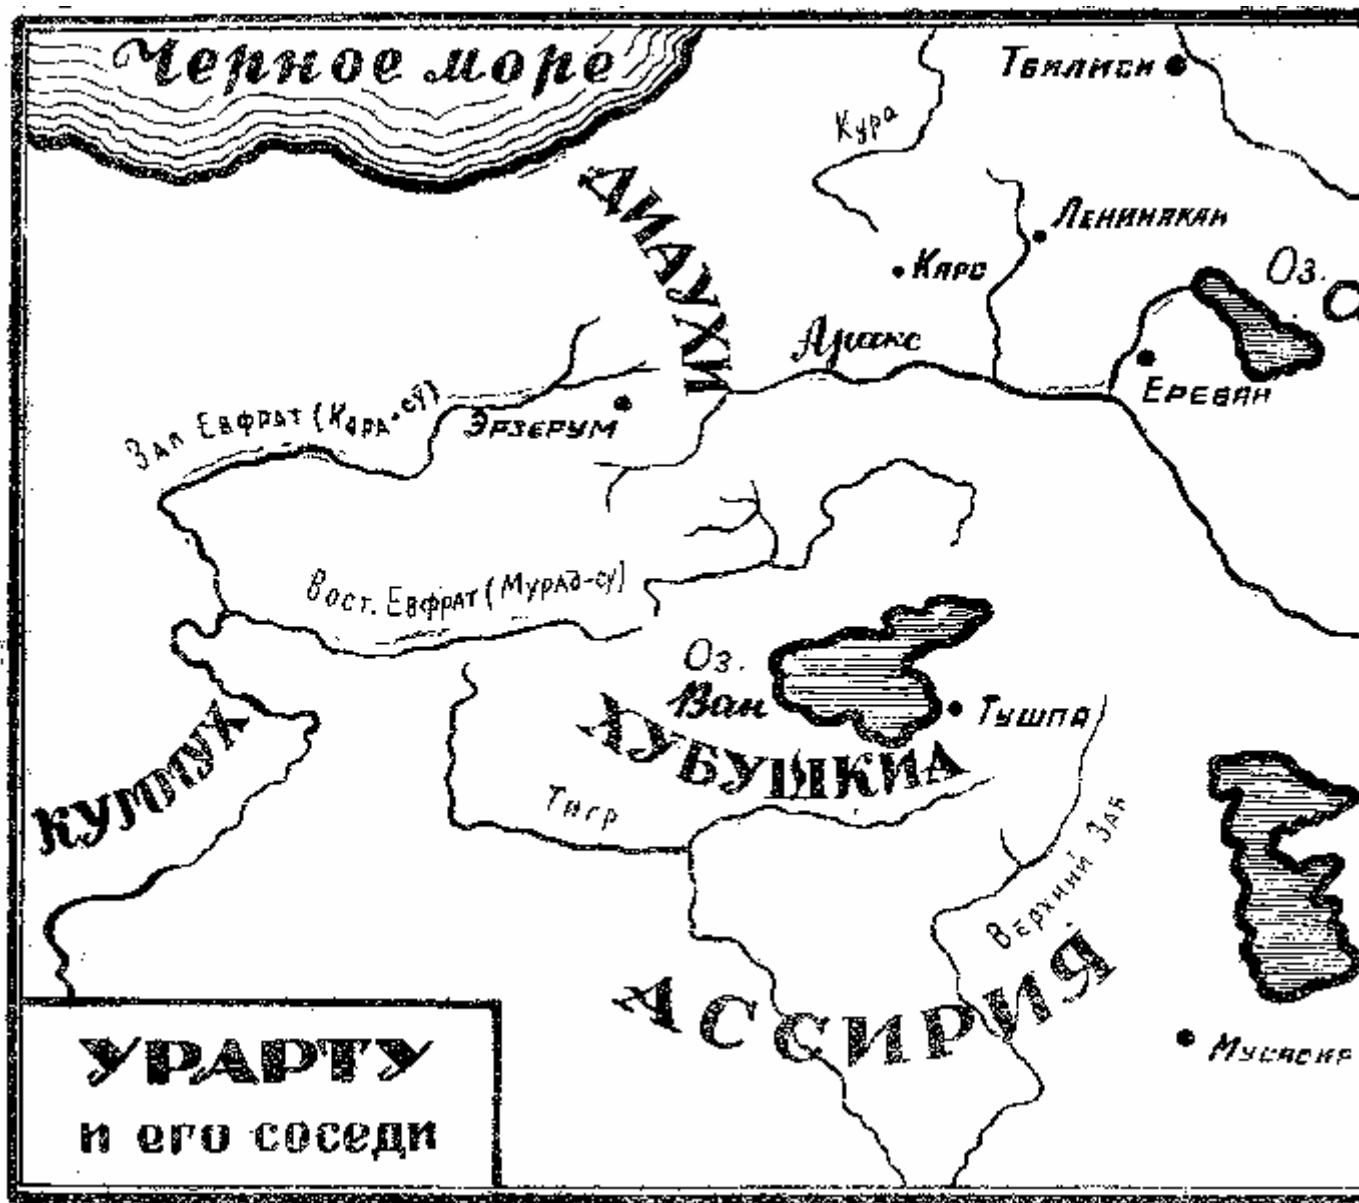 Черное море
Тбилиси
Кура
ДИАУХИ
Ленинакан
Карс
Оз.
Аракс
Ереван
Зап Евфрат (Кара-су)
Эрзерум
Вост. Евфрат (Мурад-су)
Оз.
Ван
Тушпа
ХУБУШКИА
КУММУХ
Тигр
Верхний Заб
АССИРИЯ
Мусасир
УРАРТУ
и его соседи